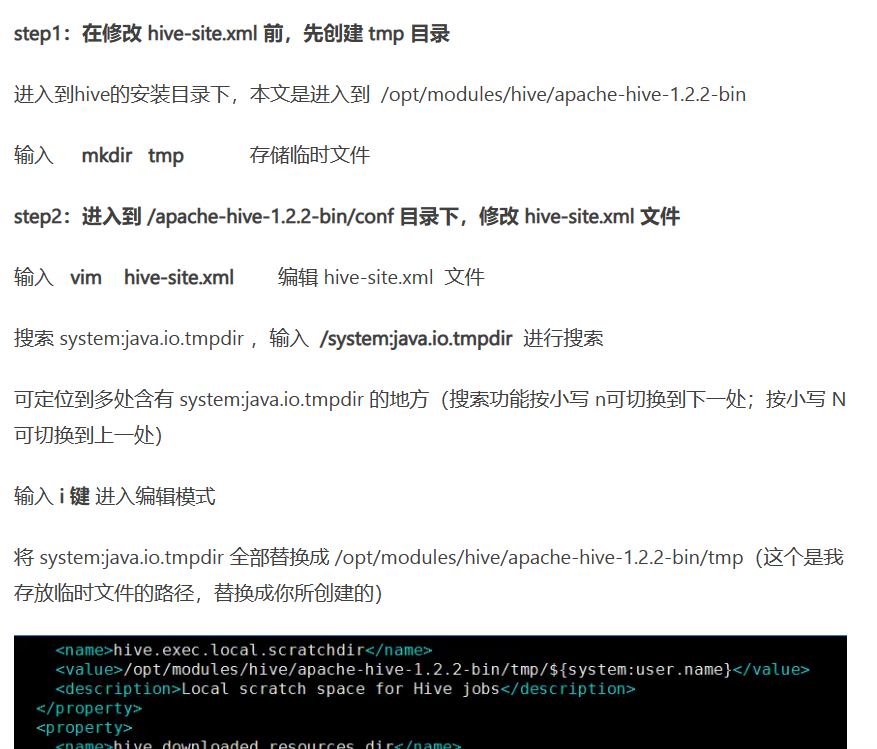 step1：在修改 hive-site.xml 前，先创建 tmp 目录
进入到hive的安装目录下，本文是进入到 /opt/modules/hive/apache-hive-1.2.2-bin
输入 mkdir tmp 存储临时文件
step2：进入到 /apache-hive-1.2.2-bin/conf 目录下，修改 hive-site.xml 文件
输入 vim hive-site.xml 编辑 hive-site.xml 文件
搜索 system:java.io.tmpdir ，输入 /system:java.io.tmpdir 进行搜索
可定位到多处含有 system:java.io.tmpdir 的地方（搜索功能按小写 n可切换到下一处；按小写 N
可切换到上一处）
输入 i 键 进入编辑模式
将 system:java.io.tmpdir 全部替换成 /opt/modules/hive/apache-hive-1.2.2-bin/tmp（这个是我
存放临时文件的路径，替换成你所创建的）
<name>hive.exec.local.scratchdir</name>
<value>/opt/modules/hive/apache-hive-1.2.2-bin/tmp/${system:user.name}</value>
<description>Local scratch space for Hive jobs</description>
</property>
<property>
<name>hive.downloaded.resources.dir</name>